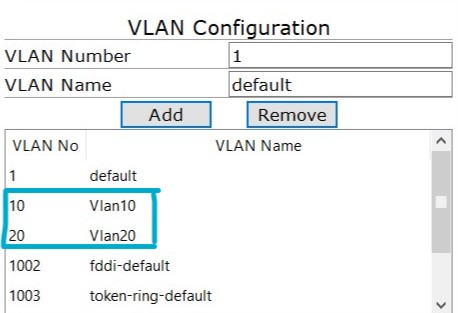 VLAN Configuration
VLAN Number 1
VLAN Name default
Add Remove
VLAN No VLAN Name
1 default
10 Vlan10
20 Vlan20
1002 fddi-default
1003 token-ring-default